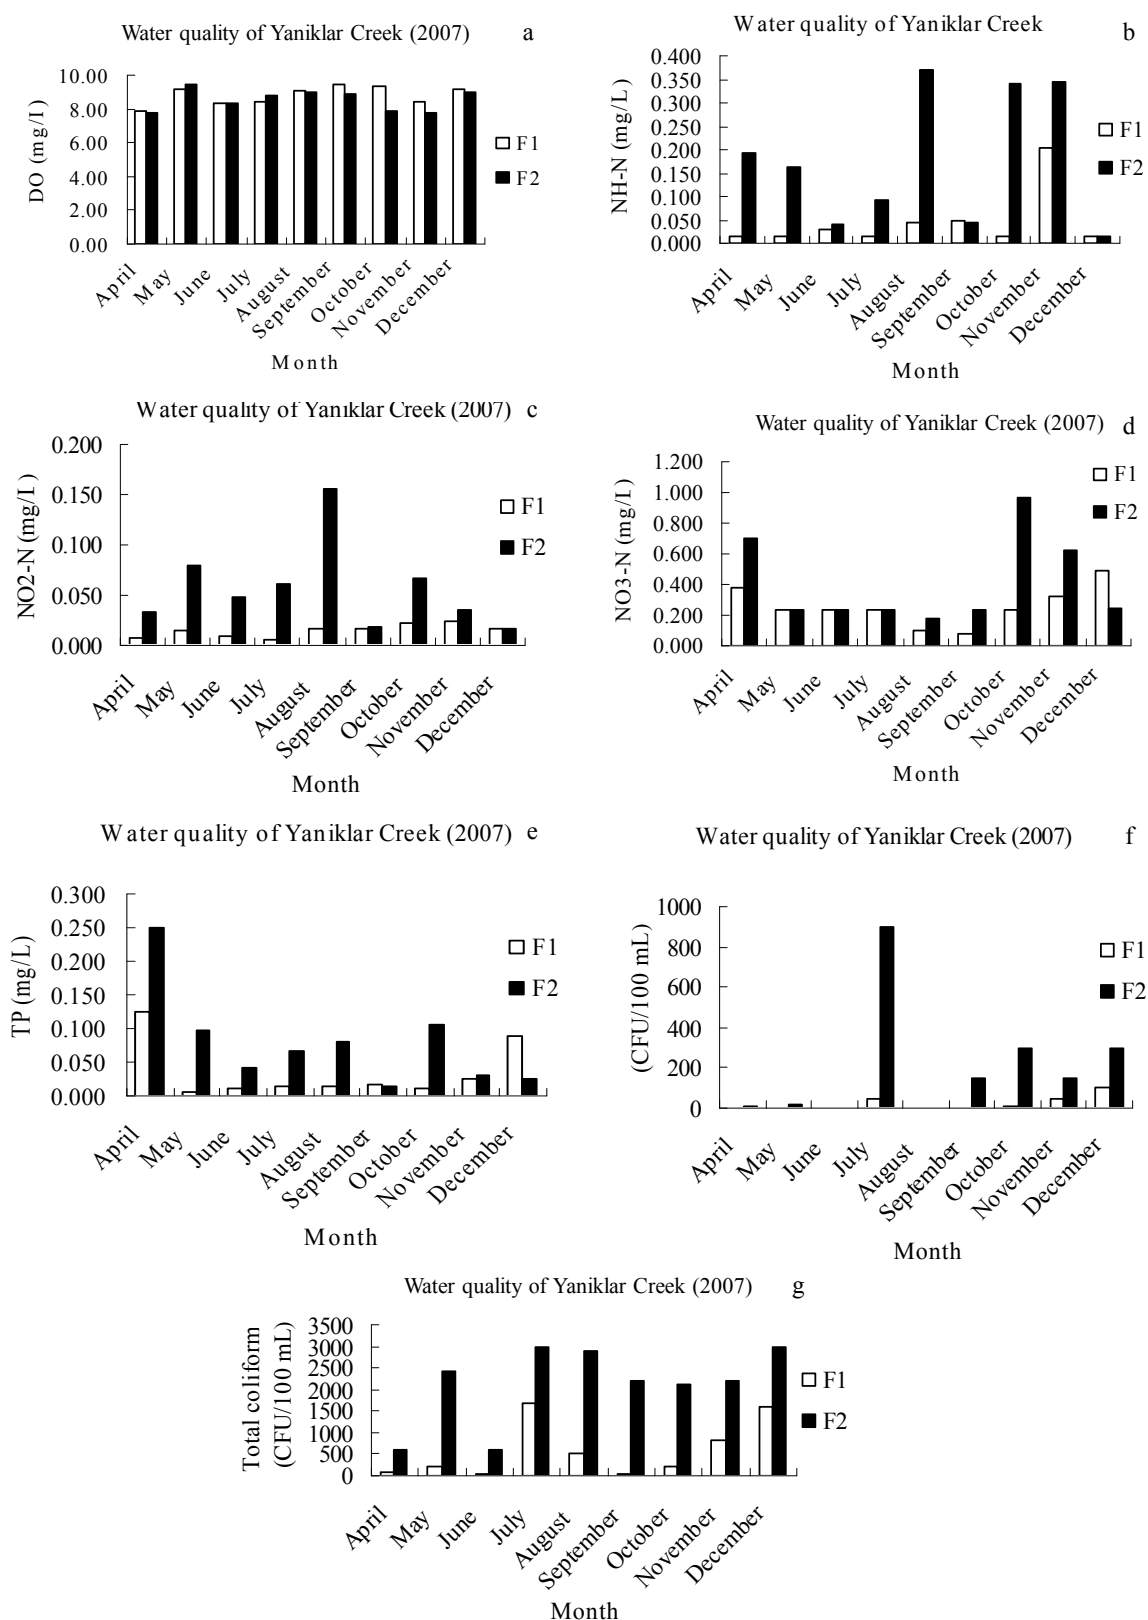 Water quality of Yaniklar Creek (2007) a
DO (mg/l)
10.00
8.00
6.00
4.00
2.00
0.00
F1
F2
April
May
June
July
August
September
October
November
December
Month
Water quality of Yaniklar Creek b
NH-N (mg/L)
0.400
0.350
0.300
0.250
0.200
0.150
0.100
0.050
0.000
F1
F2
April
May
June
July
August
September
October
November
December
Month
Water quality of Yaniklar Creek (2007) c
NO2-N (mg/l)
0.200
0.150
0.100
0.050
0.000
F1
F2
April
May
June
July
August
September
October
November
December
Month
Water quality of Yaniklar Creek (2007) d
NO3-N (mg/l)
1.200
1.000
0.800
0.600
0.400
0.200
0.000
F1
F2
April
May
June
July
August
September
October
November
December
Month
Water quality of Yaniklar Creek (2007) e
TP (mg/L)
0.300
0.250
0.200
0.150
0.100
0.050
0.000
F1
F2
April
May
June
July
August
September
October
November
December
Month
Water quality of Yaniklar Creek (2007) f
(CFU/100 mL)
1000
800
600
400
200
0
F1
F2
April
May
June
July
August
September
October
November
December
Month
Water quality of Yaniklar Creek (2007) g
Total coliform
(CFU/100 mL)
3500
3000
2500
2000
1500
1000
500
0
F1
F2
April
May
June
July
August
September
October
November
December
Month